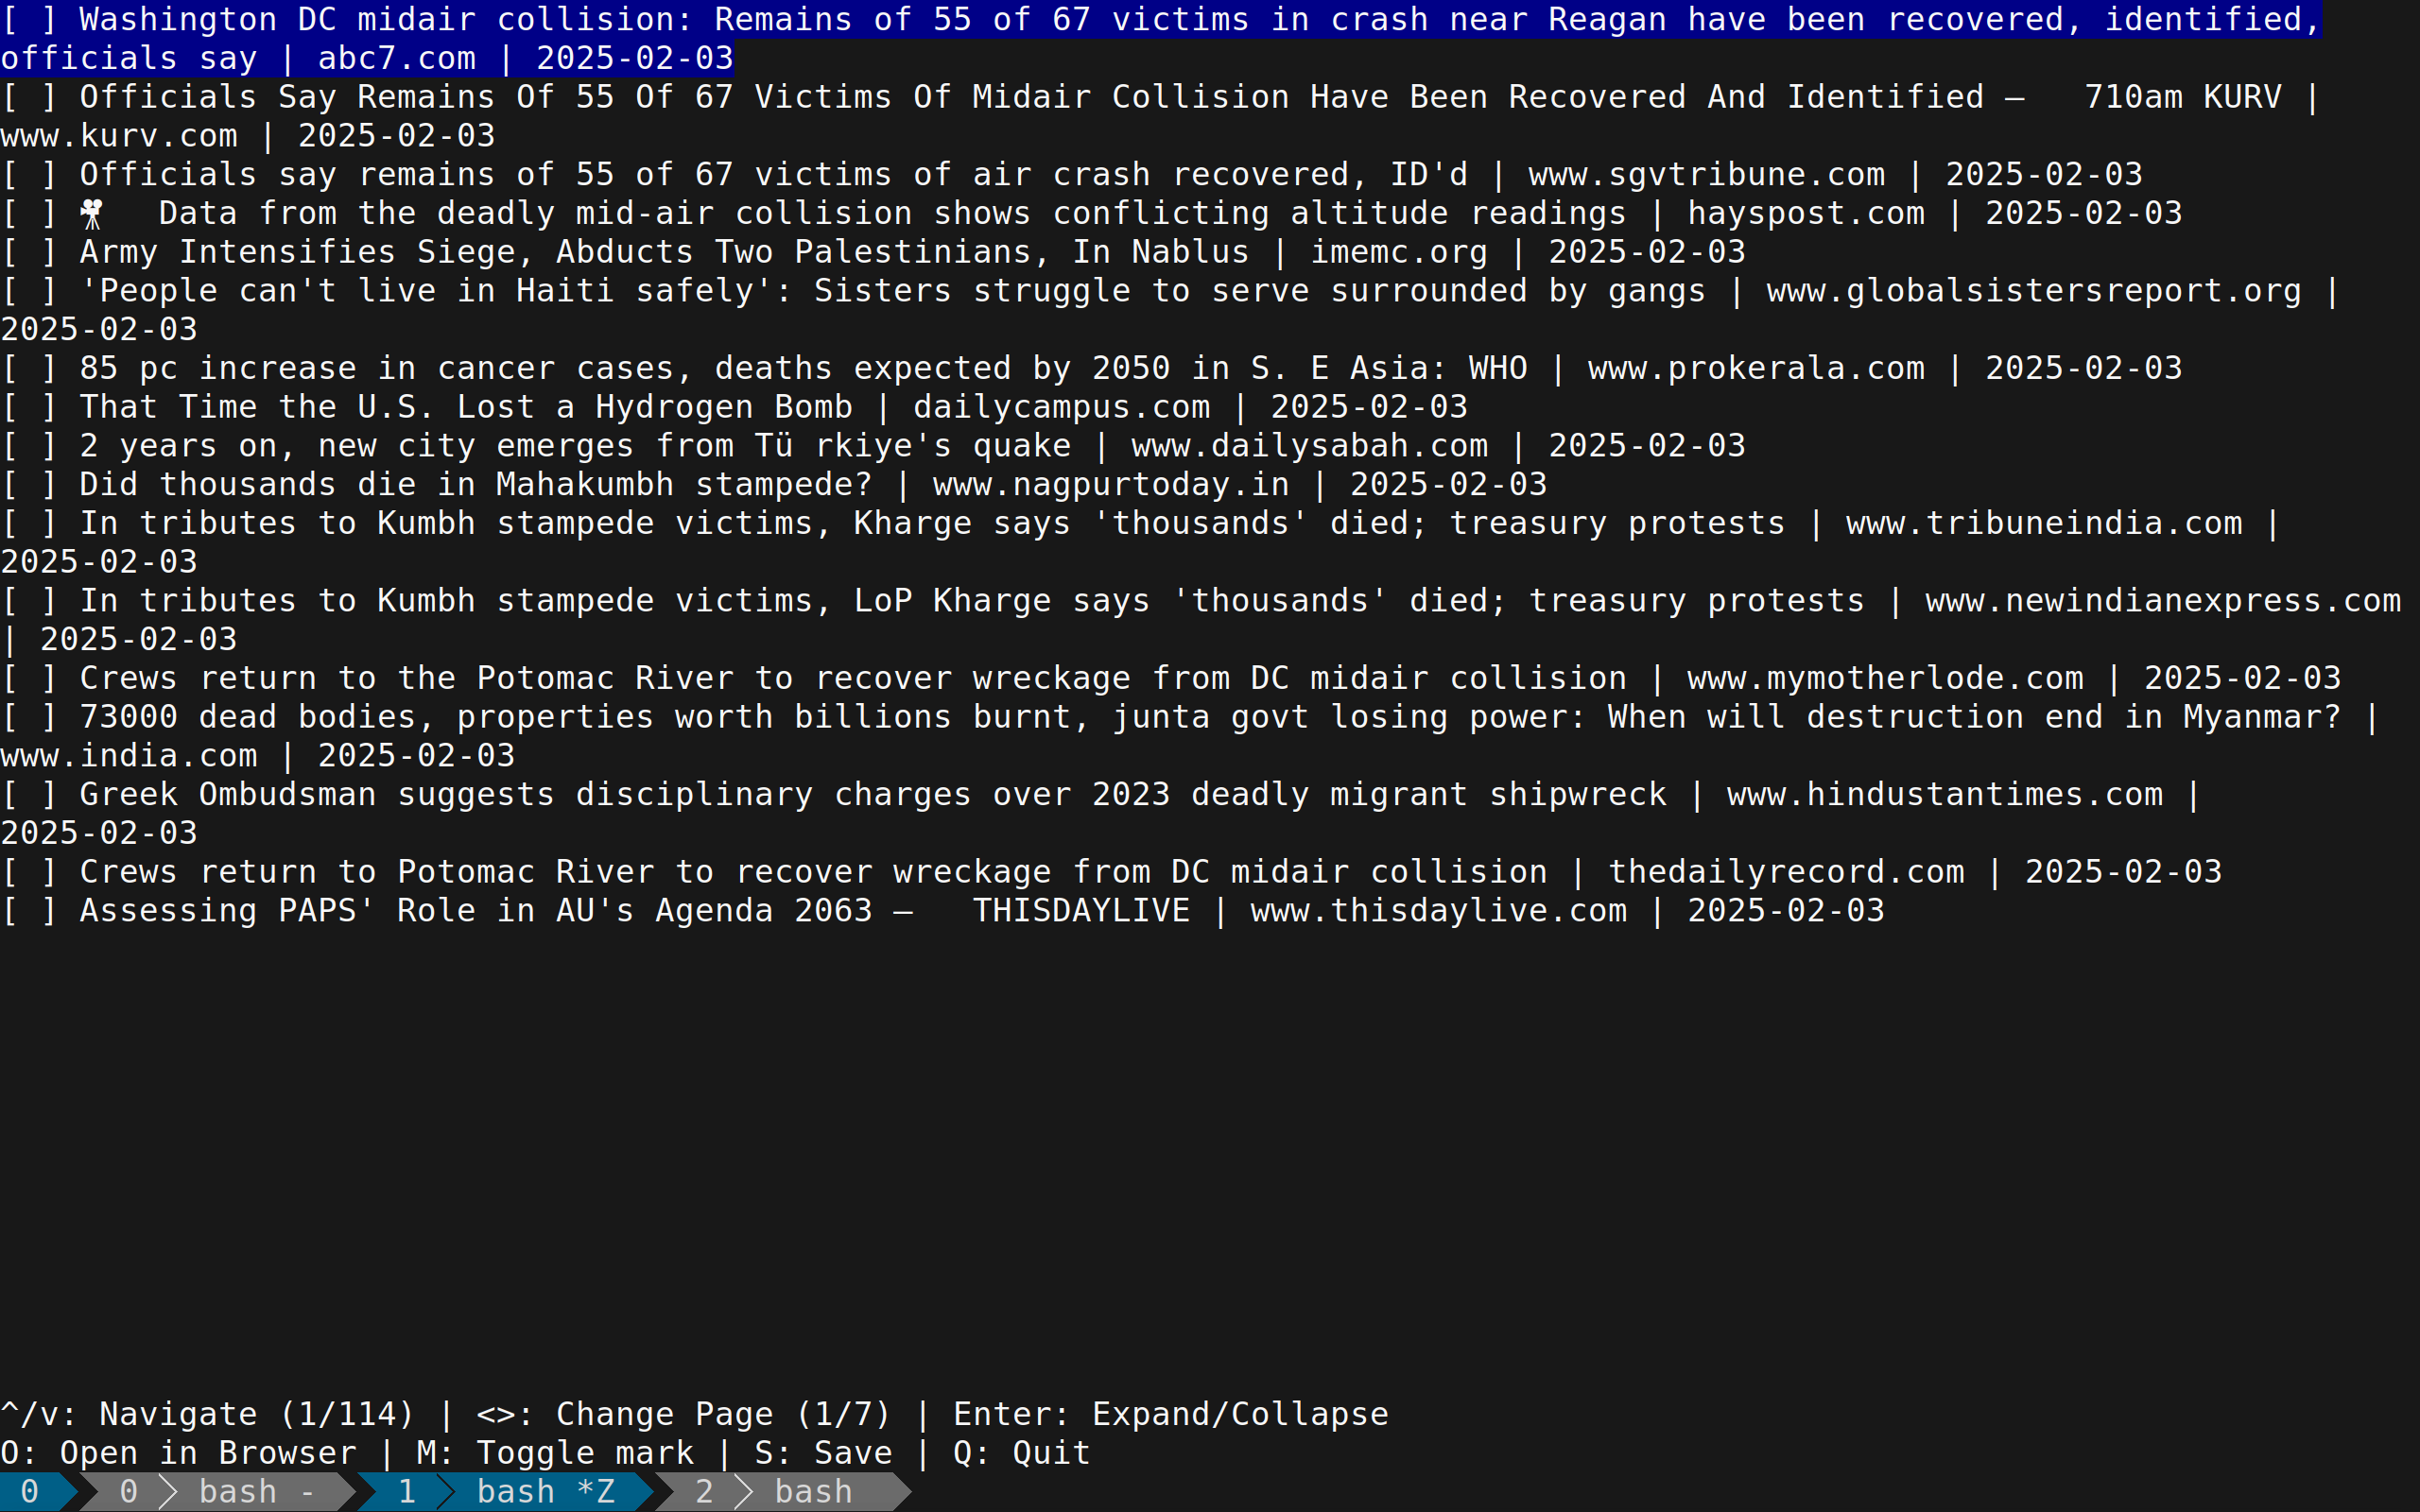 [ ] Washington DC midair collision: Remains of 55 of 67 victims in crash near Reagan have been recovered, identified,
officials say | abc7.com | 2025-02-03
[ ] Officials Say Remains Of 55 Of 67 Victims Of Midair Collision Have Been Recovered And Identified –   710am KURV |
www.kurv.com | 2025-02-03
[ ] Officials say remains of 55 of 67 victims of air crash recovered, ID'd | www.sgvtribune.com | 2025-02-03
[ ] 🎥   Data from the deadly mid-air collision shows conflicting altitude readings | hayspost.com | 2025-02-03
[ ] Army Intensifies Siege, Abducts Two Palestinians, In Nablus | imemc.org | 2025-02-03
[ ] 'People can't live in Haiti safely': Sisters struggle to serve surrounded by gangs | www.globalsistersreport.org |
2025-02-03
[ ] 85 pc increase in cancer cases, deaths expected by 2050 in S. E Asia: WHO | www.prokerala.com | 2025-02-03
[ ] That Time the U.S. Lost a Hydrogen Bomb | dailycampus.com | 2025-02-03
[ ] 2 years on, new city emerges from Tü rkiye's quake | www.dailysabah.com | 2025-02-03
[ ] Did thousands die in Mahakumbh stampede? | www.nagpurtoday.in | 2025-02-03
[ ] In tributes to Kumbh stampede victims, Kharge says 'thousands' died; treasury protests | www.tribuneindia.com |
2025-02-03
[ ] In tributes to Kumbh stampede victims, LoP Kharge says 'thousands' died; treasury protests | www.newindianexpress.com
| 2025-02-03
[ ] Crews return to the Potomac River to recover wreckage from DC midair collision | www.mymotherlode.com | 2025-02-03
[ ] 73000 dead bodies, properties worth billions burnt, junta govt losing power: When will destruction end in Myanmar? |
www.india.com | 2025-02-03
[ ] Greek Ombudsman suggests disciplinary charges over 2023 deadly migrant shipwreck | www.hindustantimes.com |
2025-02-03
[ ] Crews return to Potomac River to recover wreckage from DC midair collision | thedailyrecord.com | 2025-02-03
[ ] Assessing PAPS' Role in AU's Agenda 2063 –   THISDAYLIVE | www.thisdaylive.com | 2025-02-03
^/v: Navigate (1/114) | <>: Change Page (1/7) | Enter: Expand/Collapse
O: Open in Browser | M: Toggle mark | S: Save | Q: Quit
0 0 bash - 1 bash *Z 2 bash